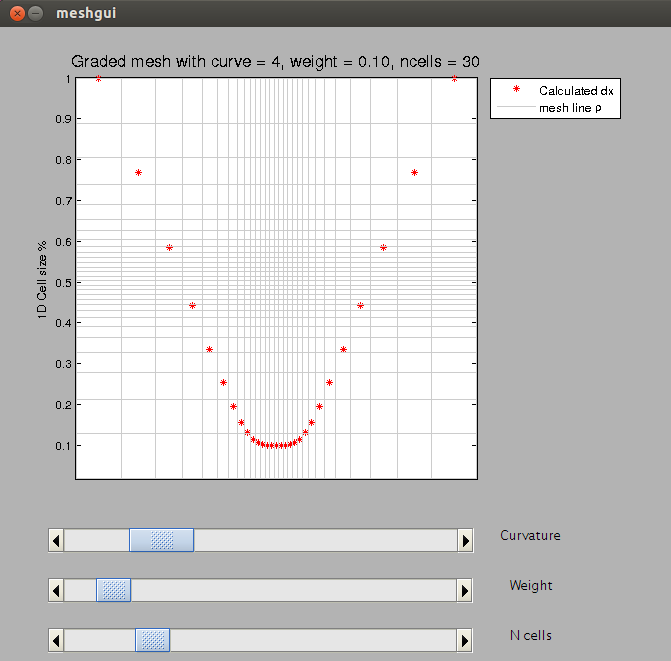 meshgui
Graded mesh with curve = 4, weight = 0.10, ncells = 30
Calculated dx
mesh line ρ
1
0.9
0.8
0.7
0.6
0.5
0.4
0.3
0.2
0.1
1D Cell size %
Curvature
Weight
N cells